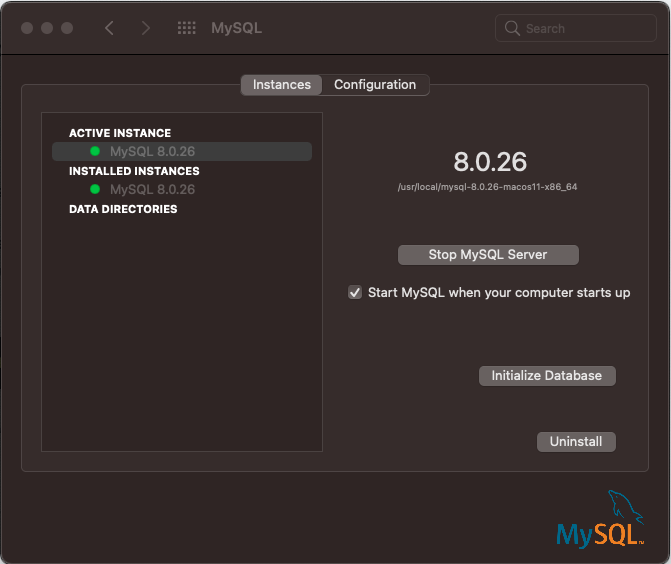 MySQL
Search
Instances
Configuration
ACTIVE INSTANCE
MySQL 8.0.26
INSTALLED INSTANCES
MySQL 8.0.26
DATA DIRECTORIES
8.0.26
/usr/local/mysql-8.0.26-macos11-x86_64
Stop MySQL Server
Start MySQL when your computer starts up
Initialize Database
Uninstall
MySQL™